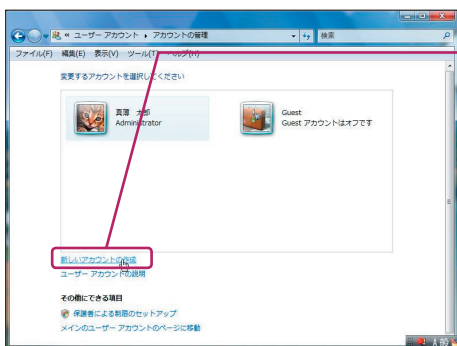 ユーザー アカウント ▸ アカウントの管理
検索
ファイル(F) 編集(E) 表示(V) ツール(T) ヘルプ(H)
変更するアカウントを選択してください
真澤 太郎
Administrator
Guest
Guest アカウントはオフです
新しいアカウントの作成
ユーザー アカウントの説明
その他にできる項目
保護者による制限のセットアップ
メインのユーザー アカウントのページに移動